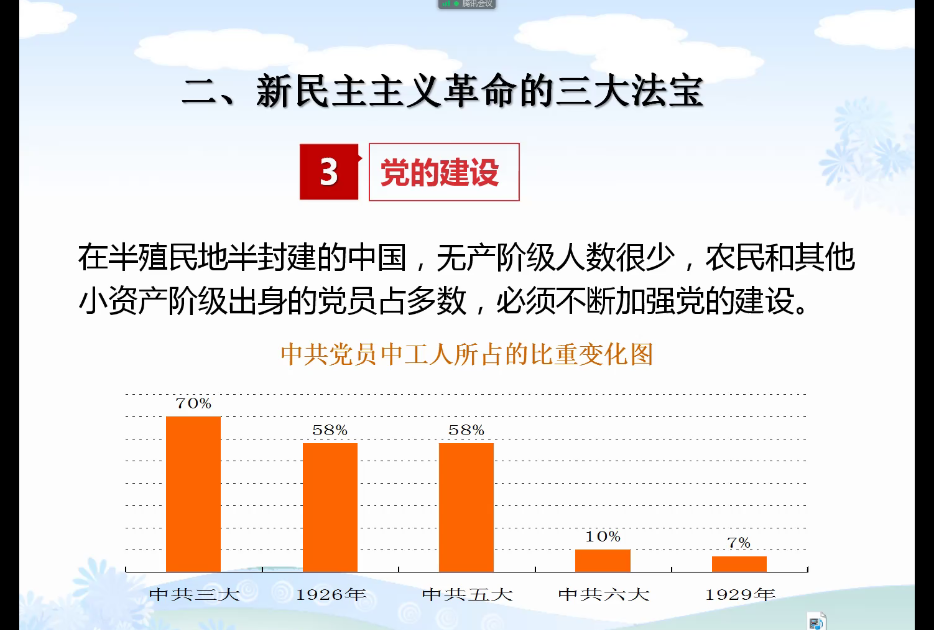 腾讯会议
二、新民主主义革命的三大法宝
3 党的建设
在半殖民地半封建的中国，无产阶级人数很少，农民和其他
小资产阶级出身的党员占多数，必须不断加强党的建设。
中共党员中工人所占的比重变化图
70%
58% 58%
10%
7%
中共三大 1926年 中共五大 中共六大 1929年